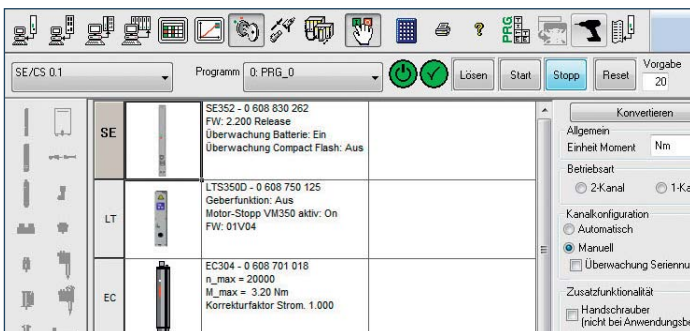 PRG
SE/CS 0.1
Programm
0: PRG_0
Lösen
Start
Stopp
Reset
Vorgabe
20
SE
SE352 - 0 608 830 262
FW: 2.200 Release
Überwachung Batterie: Ein
Überwachung Compact Flash: Aus
LT
LTS350D - 0 608 750 125
Geberfunktion: Aus
Motor-Stopp VM350 aktiv: On
FW: 01V04
EC
EC304 - 0 608 701 018
n_max = 20000
M_max = 3.20 Nm
Korrekturfaktor Strom. 1.000
Konvertieren
Allgemein
Einheit Moment
Nm
Betriebsart
2-Kanal
1-Ka
Kanalkonfiguration
Automatisch
Manuell
Überwachung Seriennu
Zusatzfunktionalität
Handschrauber
(nicht bei Anwendungsbe